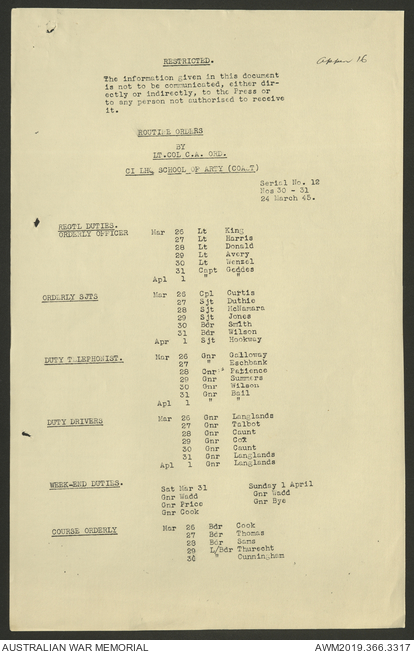 RESTRICTED.
Appen 16
The information given in this document
is not to be communicated, either dir-
ectly or indirectly, to the Press or
to any person not authorised to receive
it.
ROUTINE ORDERS
BY
LT.COL C.A. ORD.
CI LHQ SCHOOL OF ARTY (COAST)
Serial No. 12
Nos 30 - 31
24 March 45.
REGTL DUTIES.
ORDERLY OFFICER Mar 26 Lt King
27 Lt Harris
28 Lt Donald
29 Lt Avery
30 Lt Wenzel
31 Capt Geddes
Apl 1 " "
ORDERLY SJTS Mar 26 Cpl Curtis
27 Sjt Duthie
28 Sjt McNamara
29 Sjt Jones
30 Bdr Smith
31 Bdr Wilson
Apr 1 Sjt Hookway
DUTY TELEPHONIST. Mar 26 Gnr Galloway
27 " Eschbank
28 Gnr Patience
29 Gnr Summers
30 Gnr Wilson
31 Gnr Bail
Apl 1 " "
DUTY DRIVERS Mar 26 Gnr Langlands
27 Gnr Talbot
28 Gnr Caunt
29 Gnr Cox
30 Gnr Caunt
31 Gnr Langlands
Apl 1 Gnr Langlands
WEEK-END DUTIES. Sat Mar 31 Sunday 1 April
Gnr Wadd Gnr Wadd
Gnr Price Gnr Bye
Gnr Cook
COURSE ORDERLY Mar 26 Bdr Cook
27 Bdr Thomas
28 Bdr Sams
29 L/Bdr Thurecht
30 " Cunningham
AUSTRALIAN WAR MEMORIAL AWM2019.366.3317